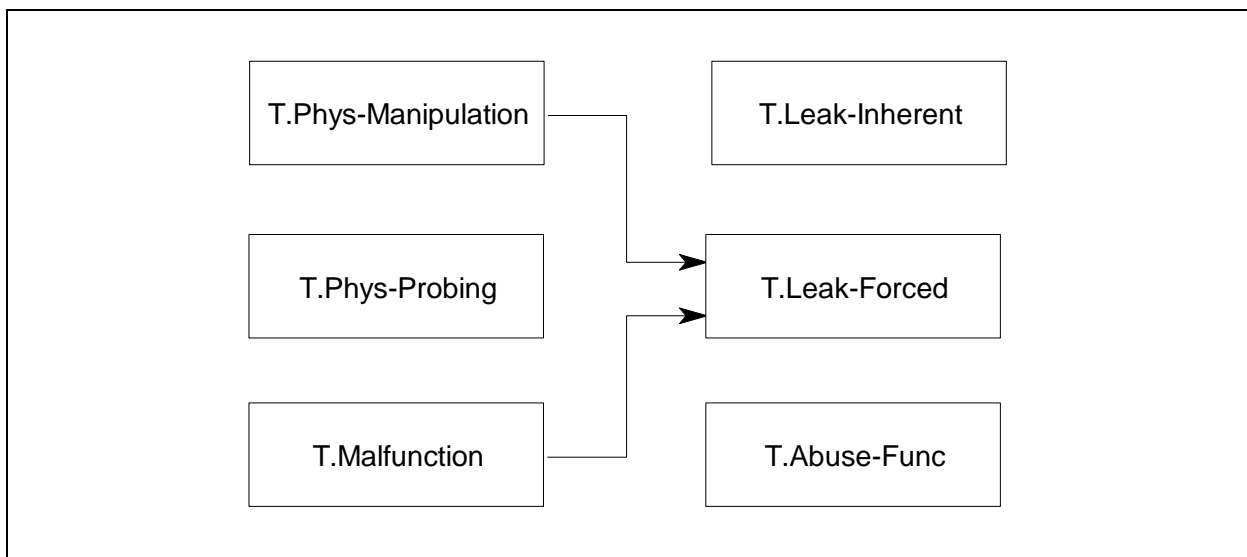 T.Phys-Manipulation
T.Leak-Inherent
T.Phys-Probing
T.Leak-Forced
T.Malfunction
T.Abuse-Func